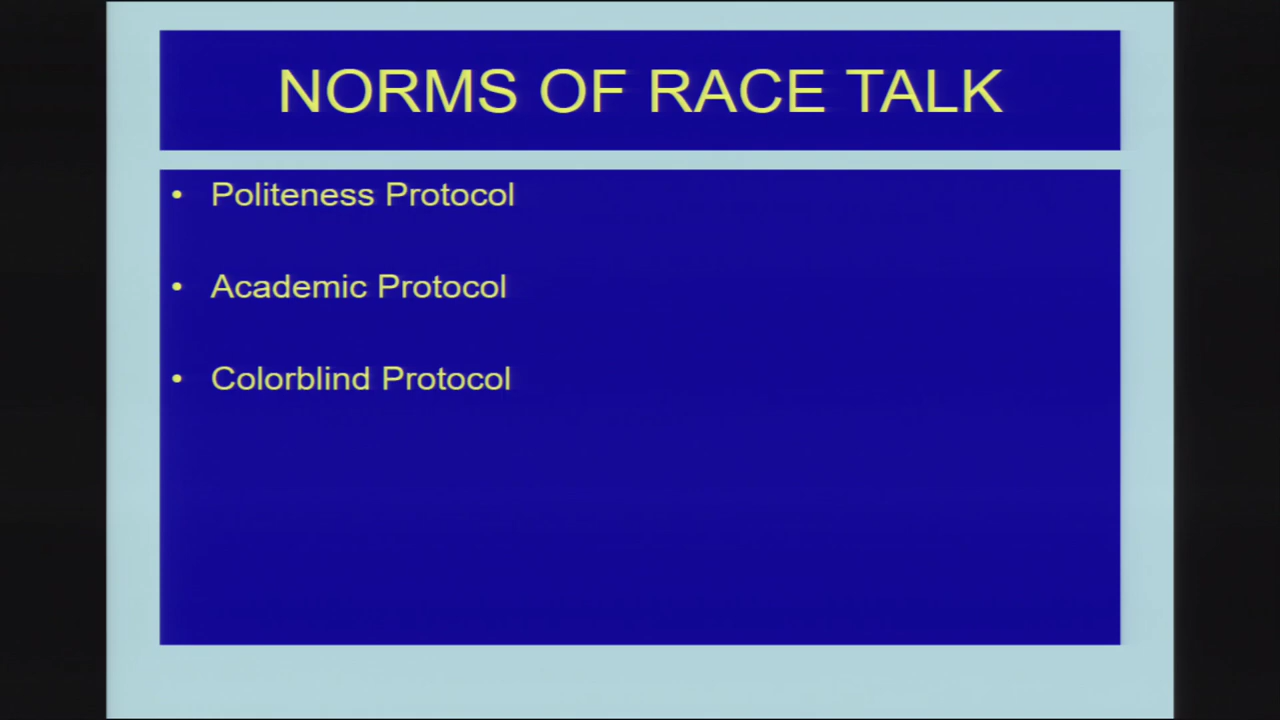 NORMS OF RACE TALK
• Politeness Protocol
• Academic Protocol
• Colorblind Protocol